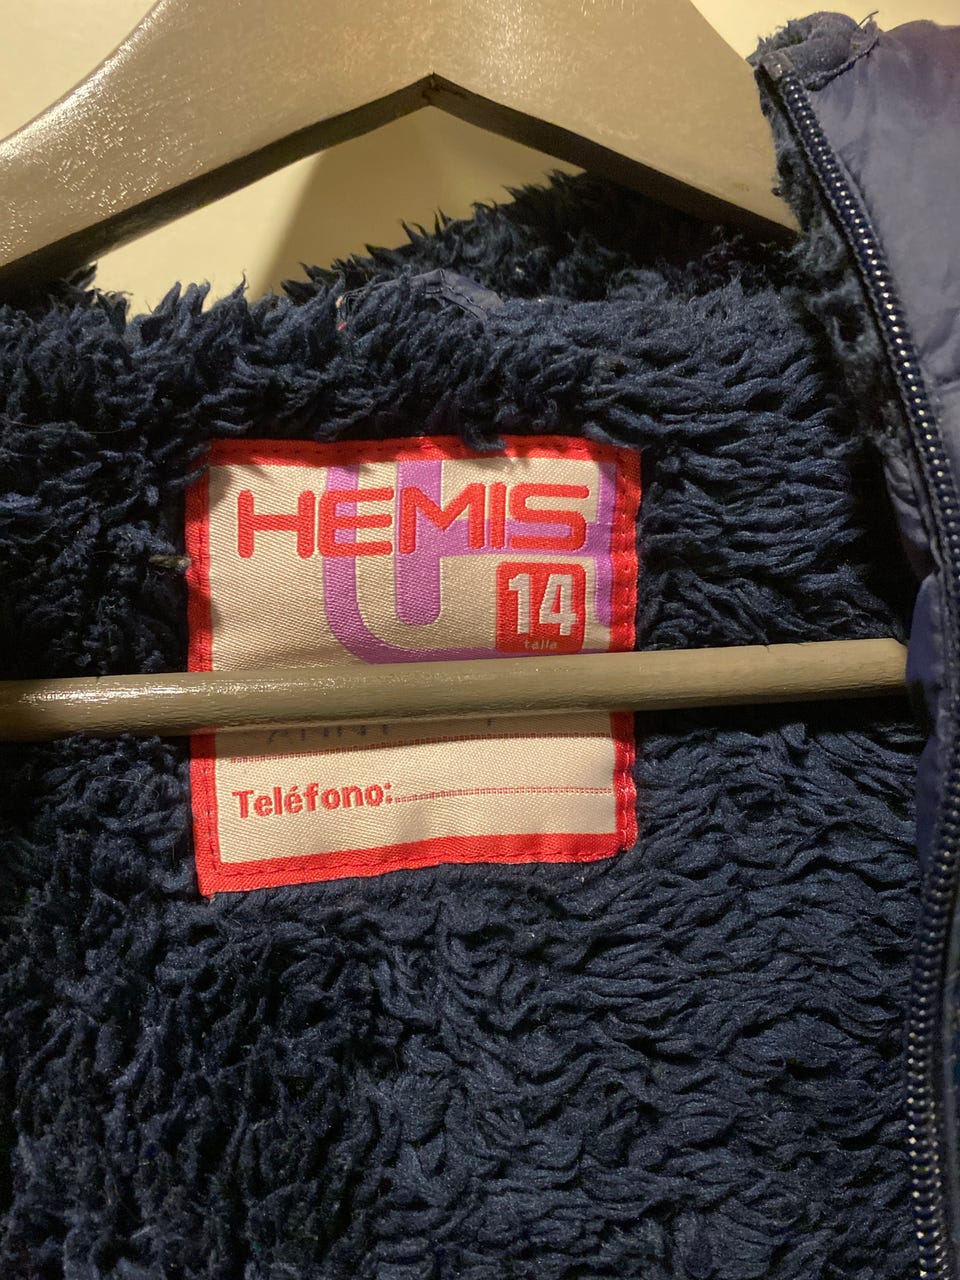 HEMIS
14
talla
Teléfono: